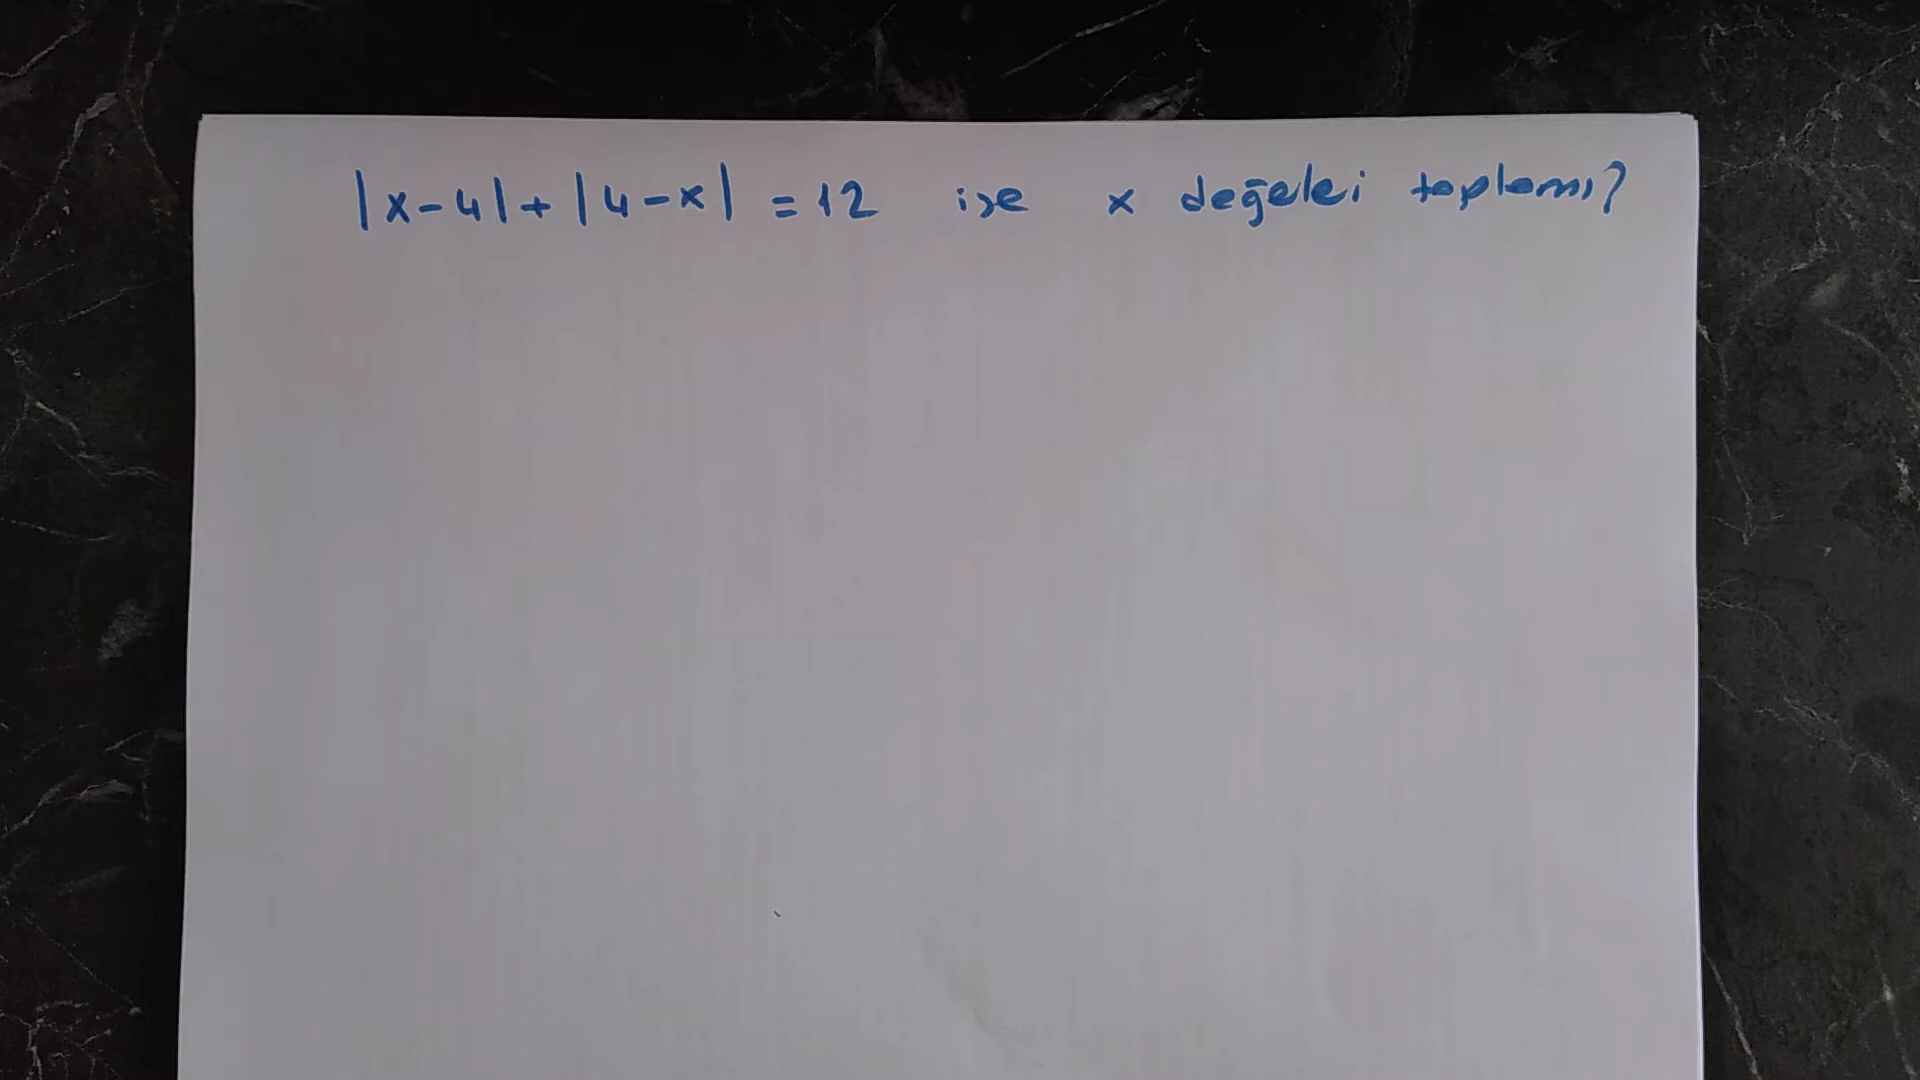 |x-4|+|4-x| = 12 ise x değeleri toplamı?